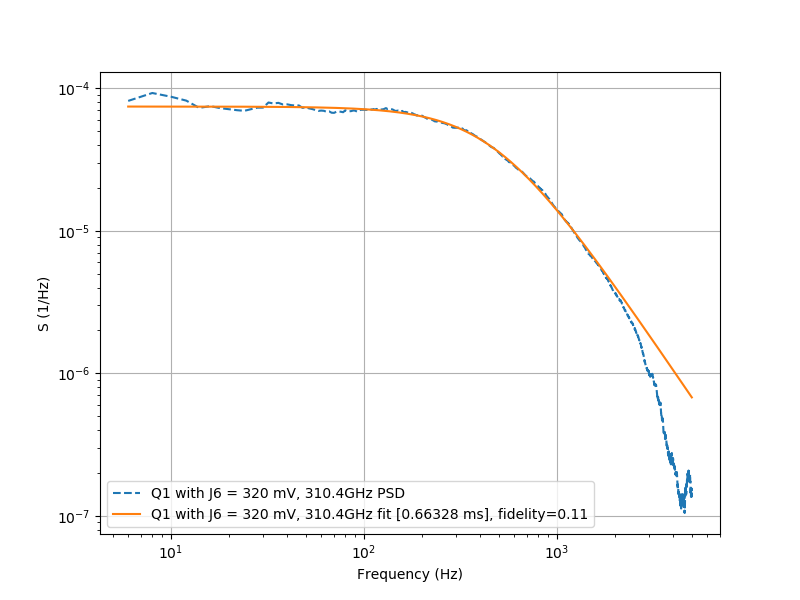 10⁻⁴
10⁻⁵
10⁻⁶
10⁻⁷
S (1/Hz)
Q1 with J6 = 320 mV, 310.4GHz PSD
Q1 with J6 = 320 mV, 310.4GHz fit [0.66328 ms], fidelity=0.11
10¹
10²
10³
Frequency (Hz)